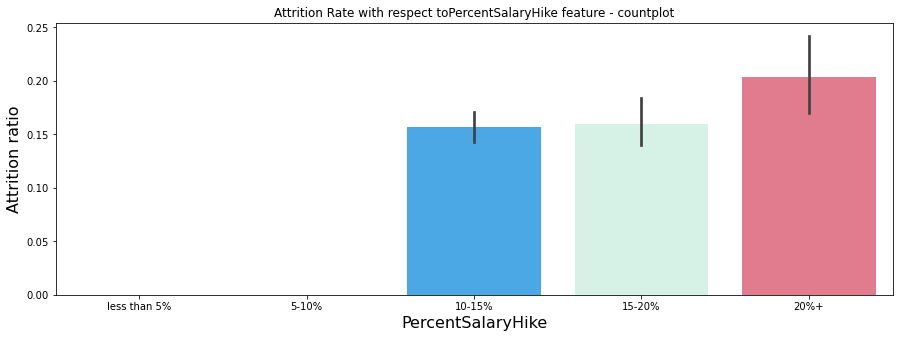 Attrition Rate with respect toPercentSalaryHike feature - countplot
Attrition ratio
0.25
0.20
0.15
0.10
0.05
0.00
less than 5%
5-10%
10-15%
15-20%
20%+
PercentSalaryHike